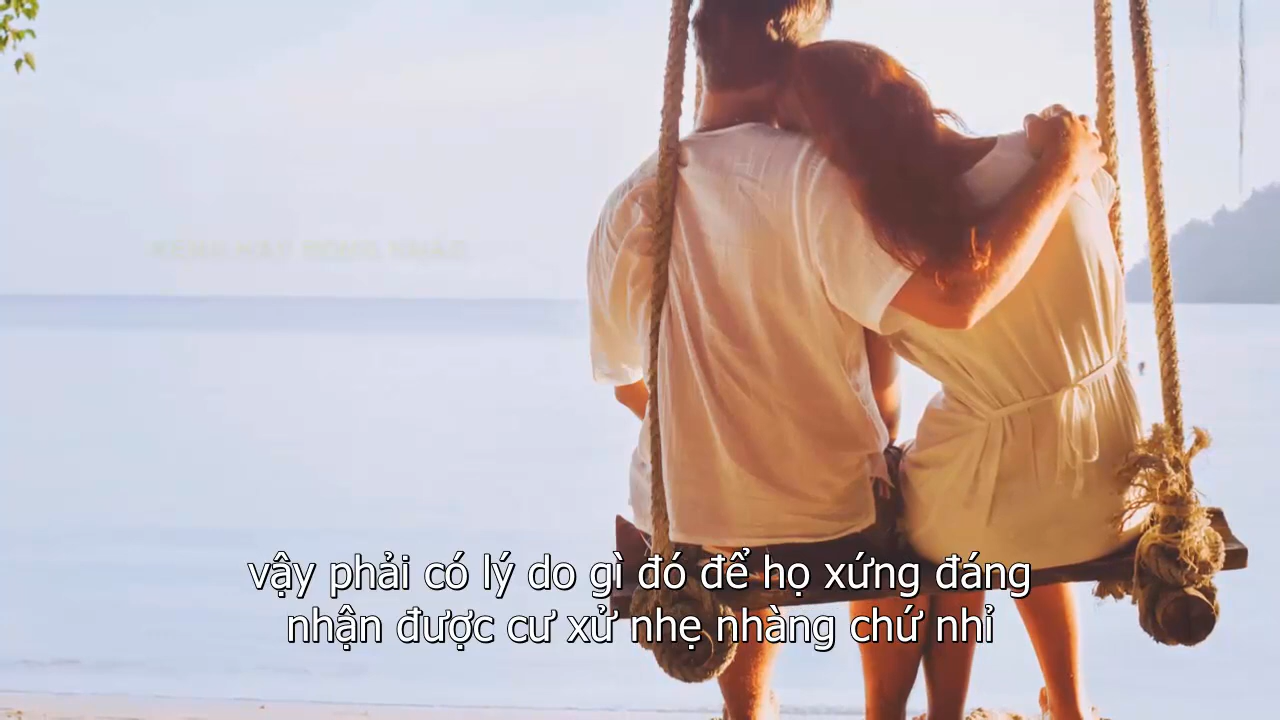 vậy phải có lý do gì đó để họ xứng đáng
nhận được cư xử nhẹ nhàng chứ nhỉ